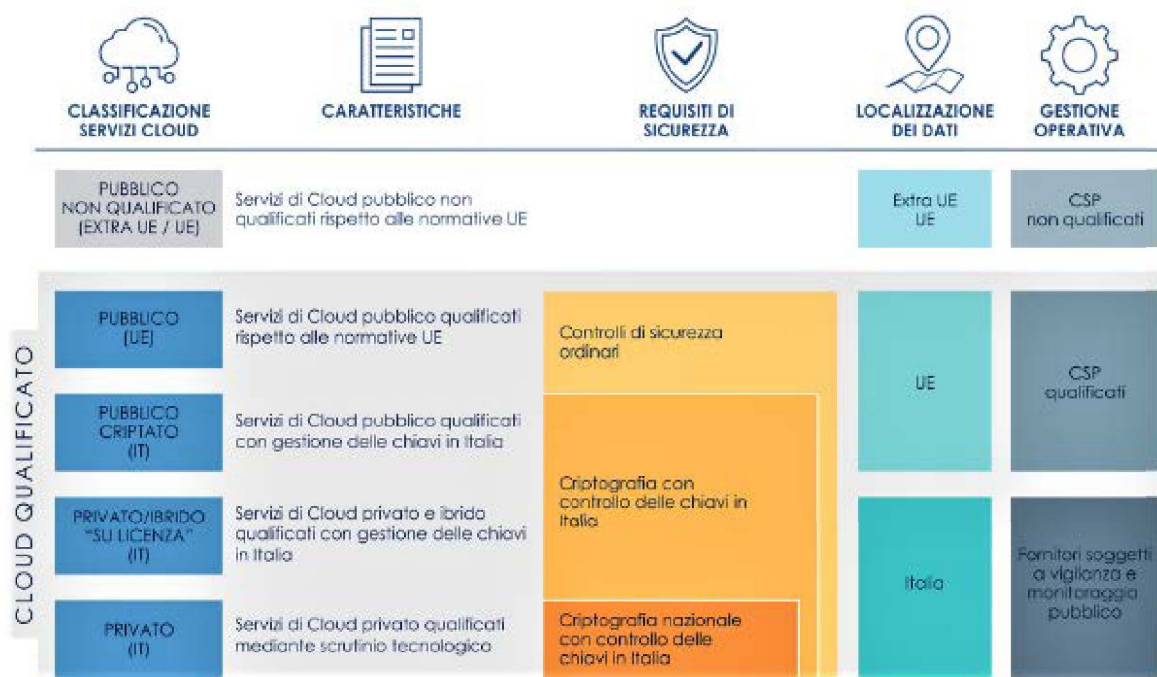 CLASSIFICAZIONE
SERVIZI CLOUD
CARATTERISTICHE
REQUISITI DI
SICUREZZA
LOCALIZZAZIONE
DEI DATI
GESTIONE
OPERATIVA
PUBBLICO
NON QUALIFICATO
(EXTRA UE / UE)
Servizi di Cloud pubblico non
qualificati rispetto alle normative UE
Extra UE
UE
CSP
non qualificati
CLOUD QUALIFICATO
PUBBLICO
(UE)
Servizi di Cloud pubblico qualificati
rispetto alle normative UE
Controlli di sicurezza
ordinari
UE
CSP
qualificati
PUBBLICO
CRIPTATO
(IT)
Servizi di Cloud pubblico qualificati
con gestione delle chiavi in Italia
Criptografia con
controllo delle chiavi in
Italia
PRIVATO/IBRIDO
"SU LICENZA"
(IT)
Servizi di Cloud privato e ibrido
qualificati con gestione delle chiavi
in Italia
Italia
Fornitori soggetti
a vigilanza e
monitoraggio
pubblico
PRIVATO
(IT)
Servizi di Cloud privato qualificati
mediante scrutinio tecnologico
Criptografia nazionale
con controllo delle
chiavi in Italia